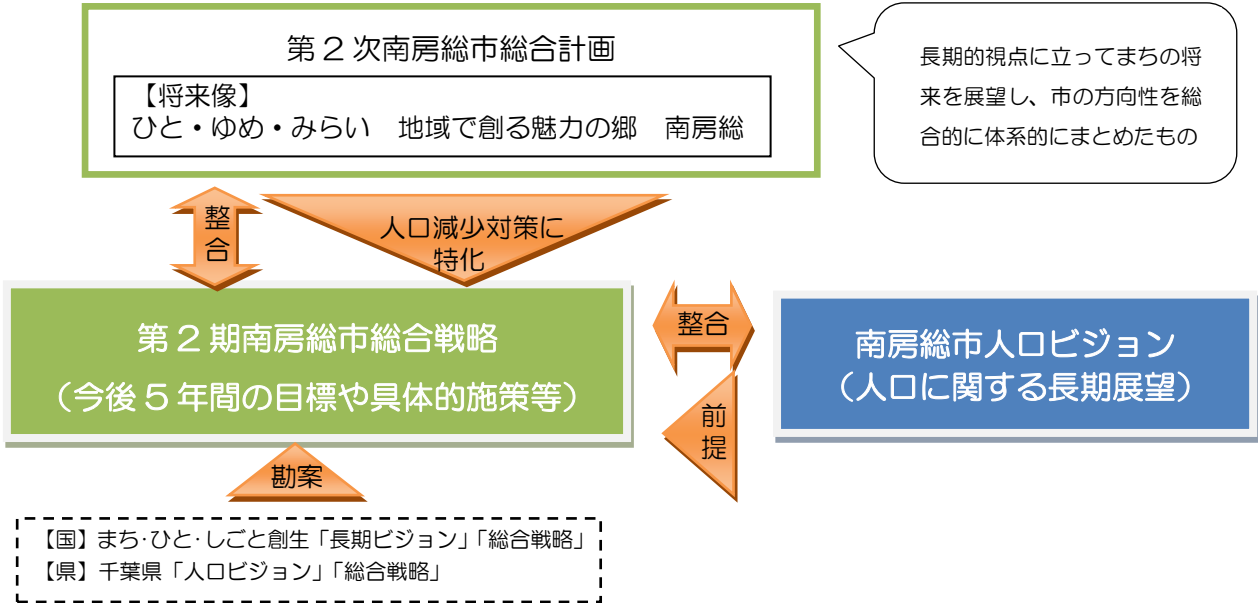 第2次南房総市総合計画
【将来像】
ひと・ゆめ・みらい　地域で創る魅力の郷　南房総
長期的視点に立ってまちの将
来を展望し、市の方向性を総
合的に体系的にまとめたもの
整
合
人口減少対策に
特化
第2期南房総市総合戦略
（今後5年間の目標や具体的施策等）
整合
前
提
南房総市人口ビジョン
（人口に関する長期展望）
勘案
【国】まち・ひと・しごと創生「長期ビジョン」「総合戦略」
【県】千葉県「人口ビジョン」「総合戦略」